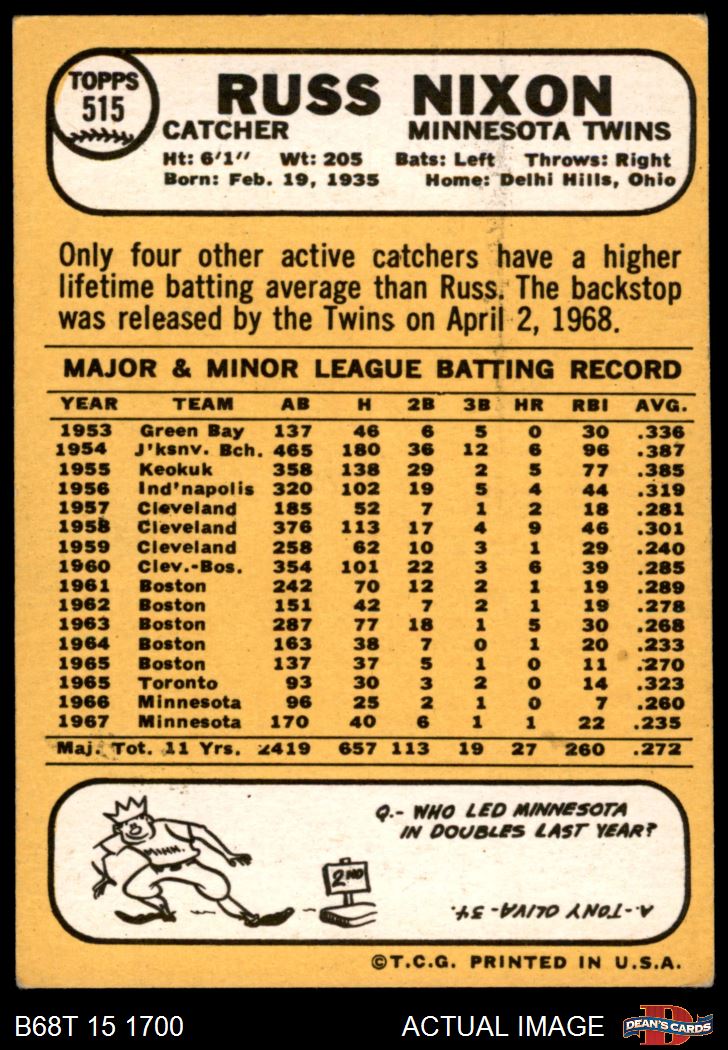 TOPPS
515
RUSS NIXON
CATCHER MINNESOTA TWINS
Ht: 6'1" Wt: 205 Bats: Left Throws: Right
Born: Feb. 19, 1935 Home: Delhi Hills, Ohio
Only four other active catchers have a higher
lifetime batting average than Russ. The backstop
was released by the Twins on April 2, 1968.
MAJOR & MINOR LEAGUE BATTING RECORD
YEAR TEAM AB H 2B 3B HR RBI AVG.
1953 Green Bay 137 46 6 5 0 30 .336
1954 J'ksnv. Bch. 465 180 36 12 6 96 .387
1955 Keokuk 358 138 29 2 5 77 .385
1956 Ind'napolis 320 102 19 5 4 44 .319
1957 Cleveland 185 52 7 1 2 18 .281
1958 Cleveland 376 113 17 4 9 46 .301
1959 Cleveland 258 62 10 3 1 29 .240
1960 Clev.-Bos. 354 101 22 3 6 39 .285
1961 Boston 242 70 12 2 1 19 .289
1962 Boston 151 42 7 2 1 19 .278
1963 Boston 287 77 18 1 5 30 .268
1964 Boston 163 38 7 0 1 20 .233
1965 Boston 137 37 5 1 0 11 .270
1965 Toronto 93 30 3 2 0 14 .323
1966 Minnesota 96 25 2 1 0 7 .260
1967 Minnesota 170 40 6 1 1 22 .235
Maj. Tot. 11 Yrs. 2419 657 113 19 27 260 .272
Q.- WHO LED MINNESOTA
IN DOUBLES LAST YEAR?
MINN.
2ND
A-TONY OLIVA-34.
©T.C.G. PRINTED IN U.S.A.
B68T 15 1700 ACTUAL IMAGE
D
DEAN'S CARDS